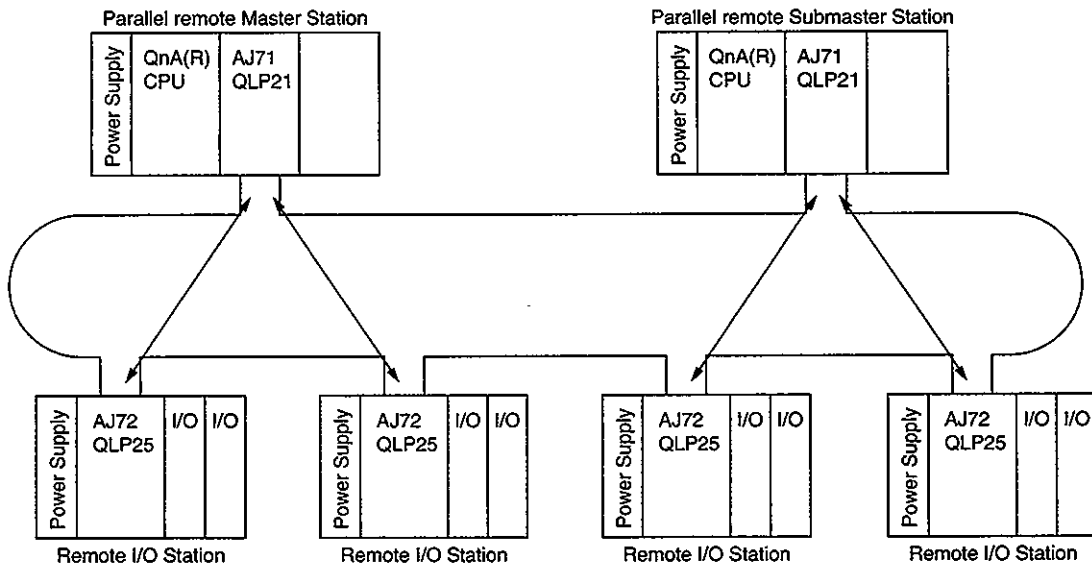 Parallel remote Master Station
Parallel remote Submaster Station
Power Supply
QnA(R)
CPU
AJ71
QLP21
Power Supply
QnA(R)
CPU
AJ71
QLP21
Power Supply
AJ72
QLP25
I/O
I/O
Power Supply
AJ72
QLP25
I/O
I/O
Power Supply
AJ72
QLP25
I/O
I/O
Power Supply
AJ72
QLP25
I/O
I/O
Remote I/O Station
Remote I/O Station
Remote I/O Station
Remote I/O Station